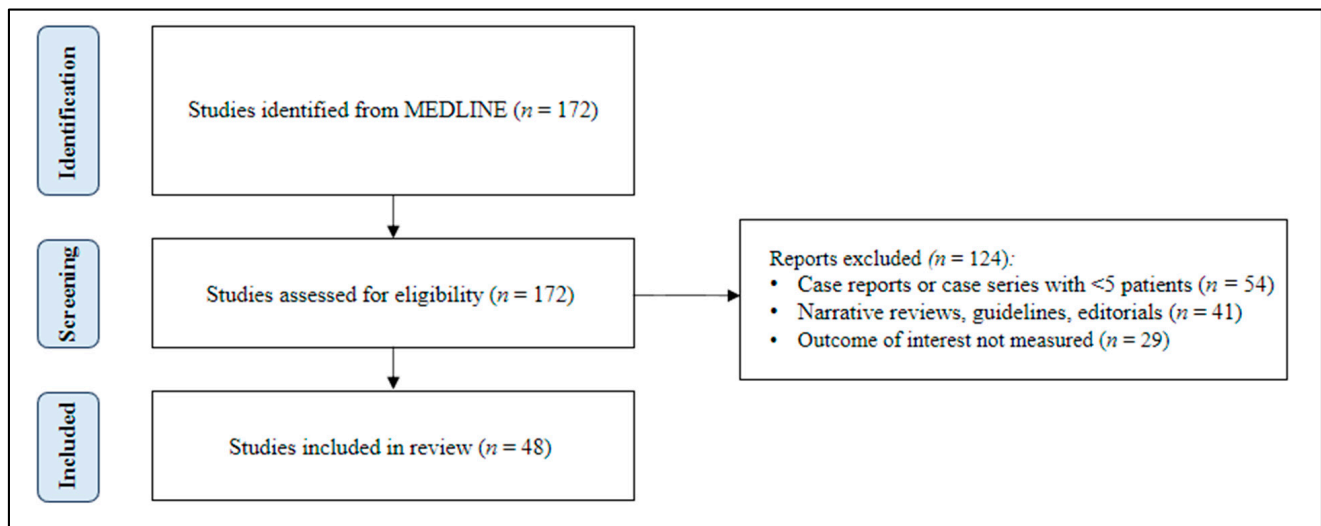 Identification
Studies identified from MEDLINE (n = 172)
Screening
Studies assessed for eligibility (n = 172)
Reports excluded (n = 124):
• Case reports or case series with <5 patients (n = 54)
• Narrative reviews, guidelines, editorials (n = 41)
• Outcome of interest not measured (n = 29)
Included
Studies included in review (n = 48)